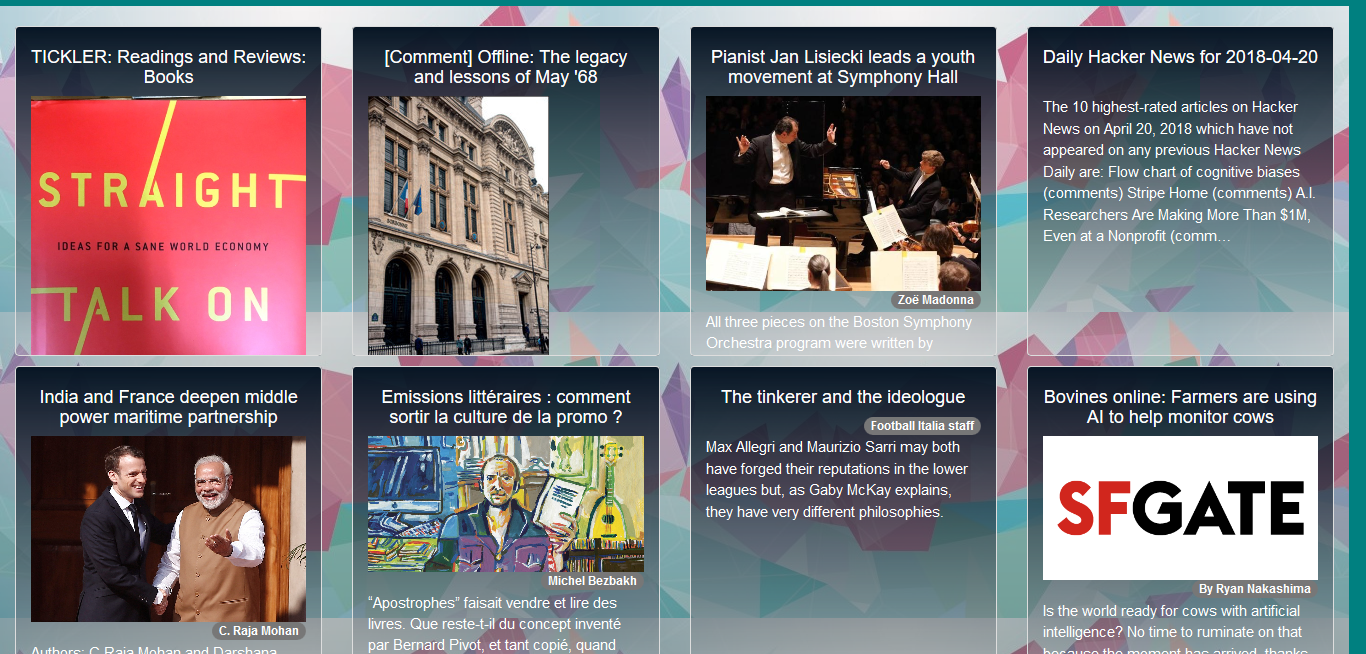 TICKLER: Readings and Reviews:
Books
STRAIGHT
IDEAS FOR A SANE WORLD ECONOMY
TALK ON
[Comment] Offline: The legacy
and lessons of May '68
Pianist Jan Lisiecki leads a youth
movement at Symphony Hall
Zoë Madonna
All three pieces on the Boston Symphony
Orchestra program were written by
Daily Hacker News for 2018-04-20
The 10 highest-rated articles on Hacker
News on April 20, 2018 which have not
appeared on any previous Hacker News
Daily are: Flow chart of cognitive biases
(comments) Stripe Home (comments) A.I.
Researchers Are Making More Than $1M,
Even at a Nonprofit (comm…
India and France deepen middle
power maritime partnership
C. Raja Mohan
Authors: C Raja Mohan and Darshana
Emissions littéraires : comment
sortir la culture de la promo ?
Michel Bezbakh
“Apostrophes” faisait vendre et lire des
livres. Que reste-t-il du concept inventé
par Bernard Pivot, et tant copié, quand
The tinkerer and the ideologue
Football Italia staff
Max Allegri and Maurizio Sarri may both
have forged their reputations in the lower
leagues but, as Gaby McKay explains,
they have very different philosophies.
Bovines online: Farmers are using
AI to help monitor cows
SFGATE
By Ryan Nakashima
Is the world ready for cows with artificial
intelligence? No time to ruminate on that
because the moment has arrived, thanks